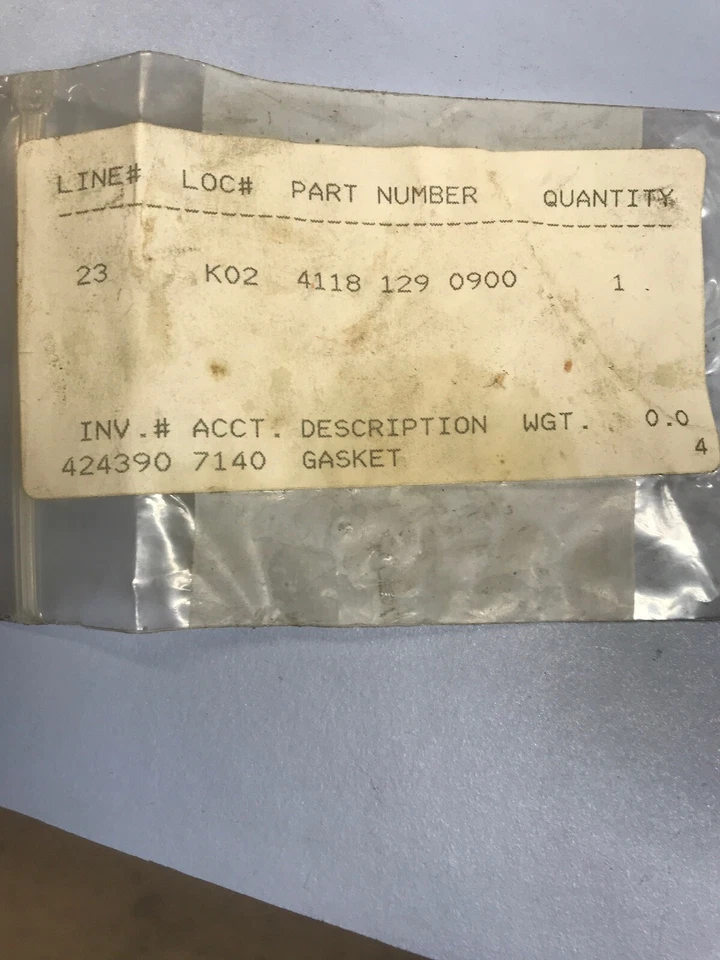 LINE# LOC# PART NUMBER QUANTITY
23 K02 4118 129 0900 1 .
INV.# ACCT. DESCRIPTION WGT. 0.0
4
424390 7140 GASKET